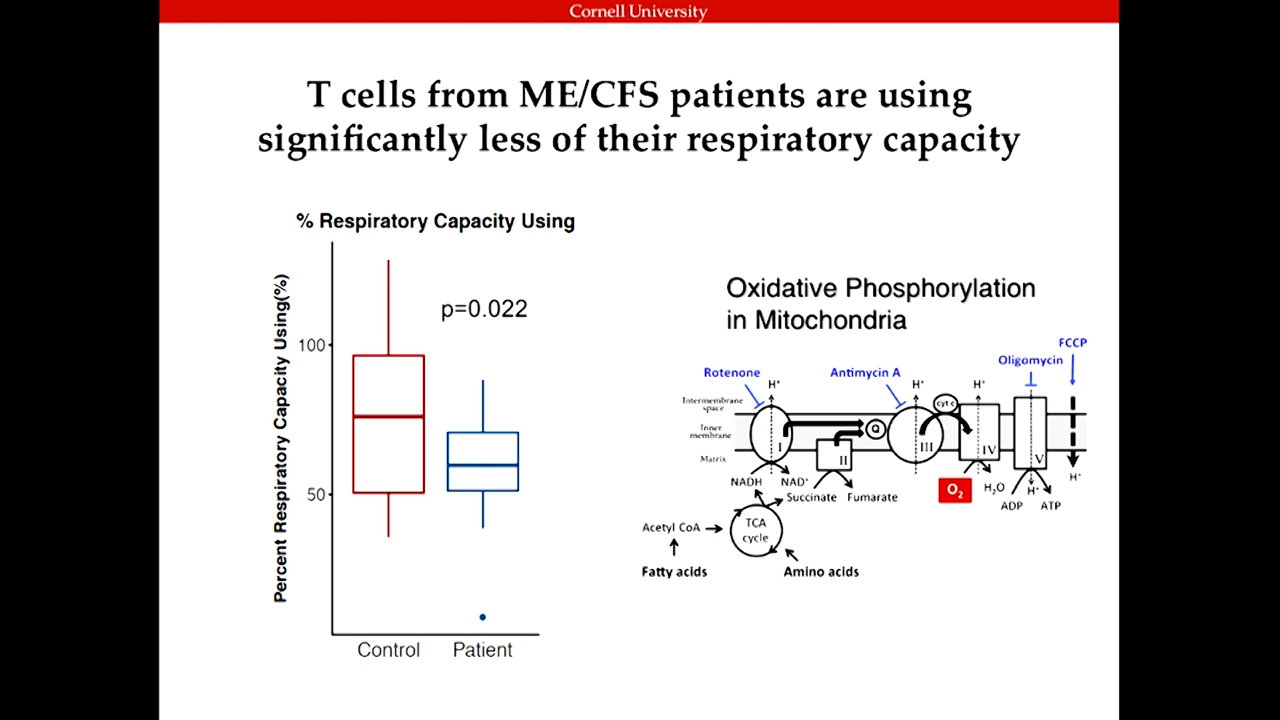 Cornell University
T cells from ME/CFS patients are using
significantly less of their respiratory capacity
% Respiratory Capacity Using
Percent Respiratory Capacity Using(%)
p=0.022
100
50
Control
Patient
Oxidative Phosphorylation
in Mitochondria
FCCP
Oligomycin
Rotenone
Antimycin A
H⁺
H⁺
H⁺
Intermembrane
space
Inner
membrane
Matrix
cyt c
Q
I
II
III
IV
V
NADH
NAD⁺
Succinate
Fumarate
O₂
H₂O
H⁺
H⁺
ADP
ATP
Acetyl CoA
TCA
cycle
Fatty acids
Amino acids